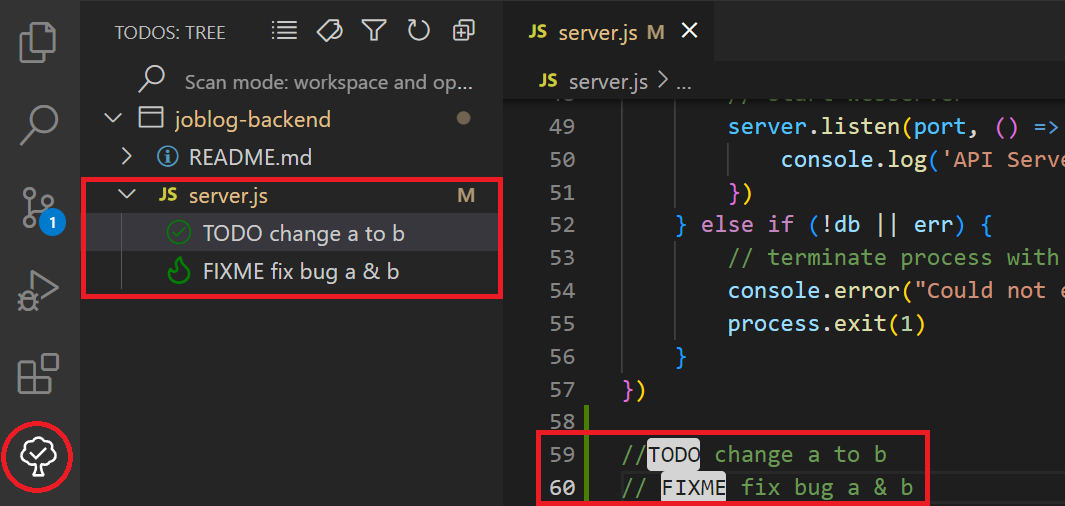 TODOS: TREE
Scan mode: workspace and op...
joblog-backend
README.md
JS server.js M
TODO change a to b
FIXME fix bug a & b
1
JS server.js M
JS server.js > ...
49 server.listen(port, () =>
50 console.log('API Serve
51 })
52 } else if (!db || err) {
53 // terminate process with
54 console.error("Could not e
55 process.exit(1)
56 }
57 })
58
59 //TODO change a to b
60 // FIXME fix bug a & b